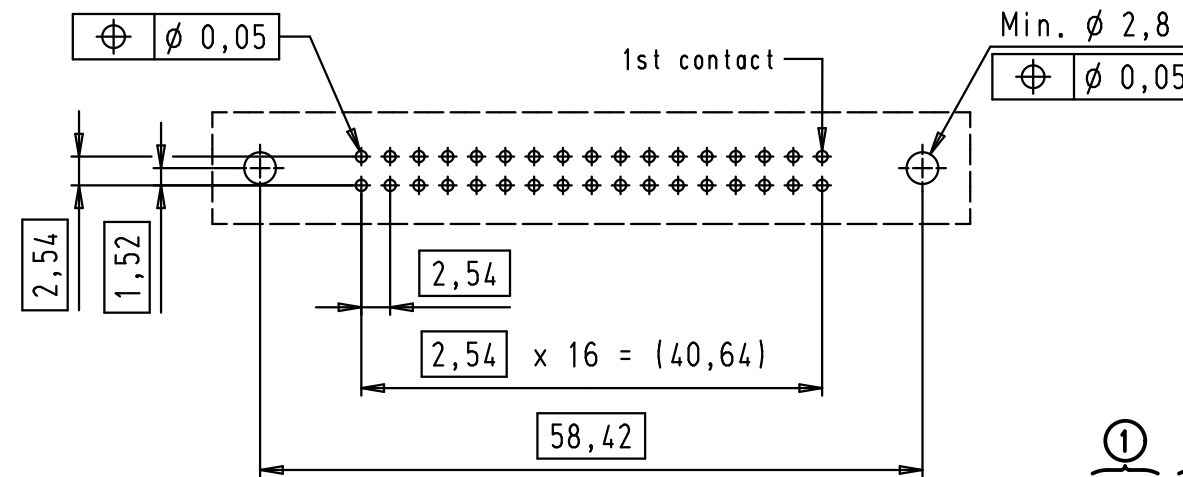 ⌖ ϕ 0,05
1st contact
Min. ϕ 2,8
⌖ ϕ 0,05
2,54
1,52
2,54
2,54 x 16 = (40,64)
58,42
1